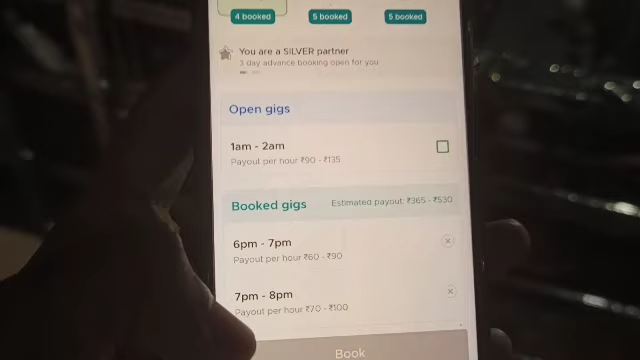 4 booked
5 booked
5 booked
You are a SILVER partner
3 day advance booking open for you
Open gigs
1am - 2am
Payout per hour ₹90 - ₹135
Booked gigs
Estimated payout: ₹365 - ₹530
6pm - 7pm
Payout per hour ₹60 - ₹90
7pm - 8pm
Payout per hour ₹70 - ₹100
Book